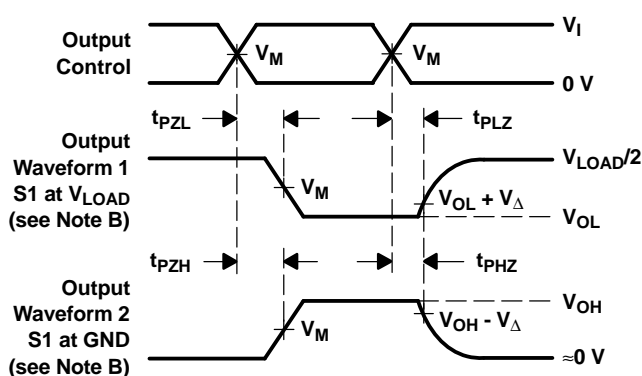 Output
Control
V_I
V_M
V_M
0 V
t_PZL
t_PLZ
Output
Waveform 1
S1 at V_LOAD
(see Note B)
V_LOAD/2
V_M
V_OL + V_Δ
V_OL
t_PZH
t_PHZ
Output
Waveform 2
S1 at GND
(see Note B)
V_OH
V_M
V_OH - V_Δ
≈0 V